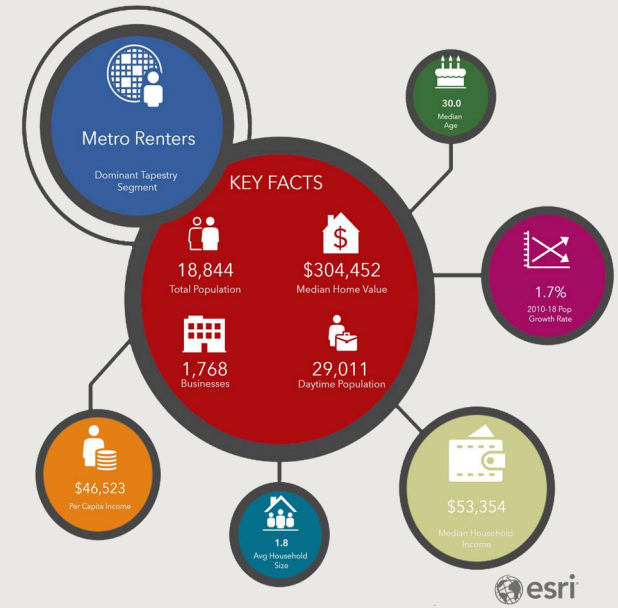 Metro Renters
Dominant Tapestry
Segment
KEY FACTS
18,844
Total Population
$
$304,452
Median Home Value
1,768
Businesses
29,011
Daytime Population
30.0
Median
Age
1.7%
2010-18 Pop
Growth Rate
$46,523
Per Capita Income
1.8
Avg Household
Size
$53,354
Median Household
Income
esri